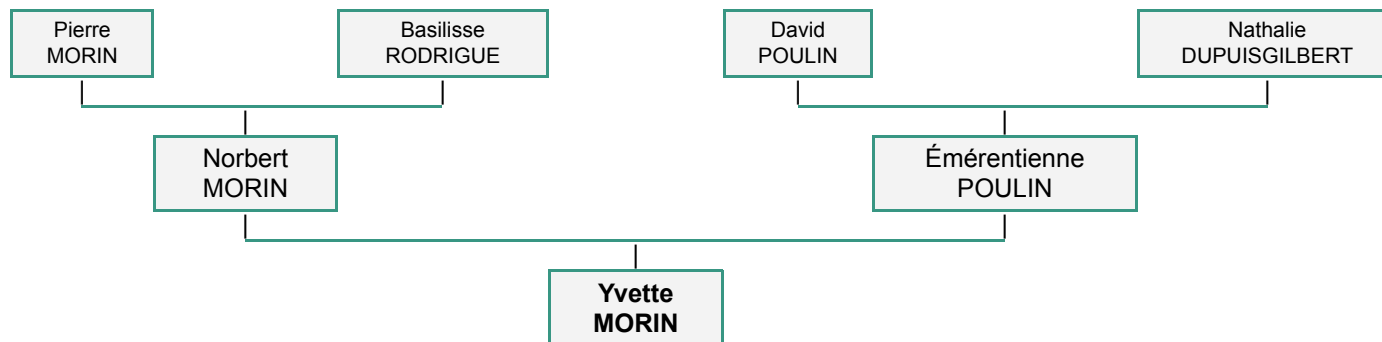 Pierre
MORIN
Basilisse
RODRIGUE
David
POULIN
Nathalie
DUPUISGILBERT
Norbert
MORIN
Émérentienne
POULIN
Yvette
MORIN